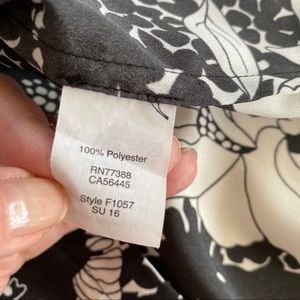 100% Polyester
RN77388
CA56445
Style F1057
SU 16